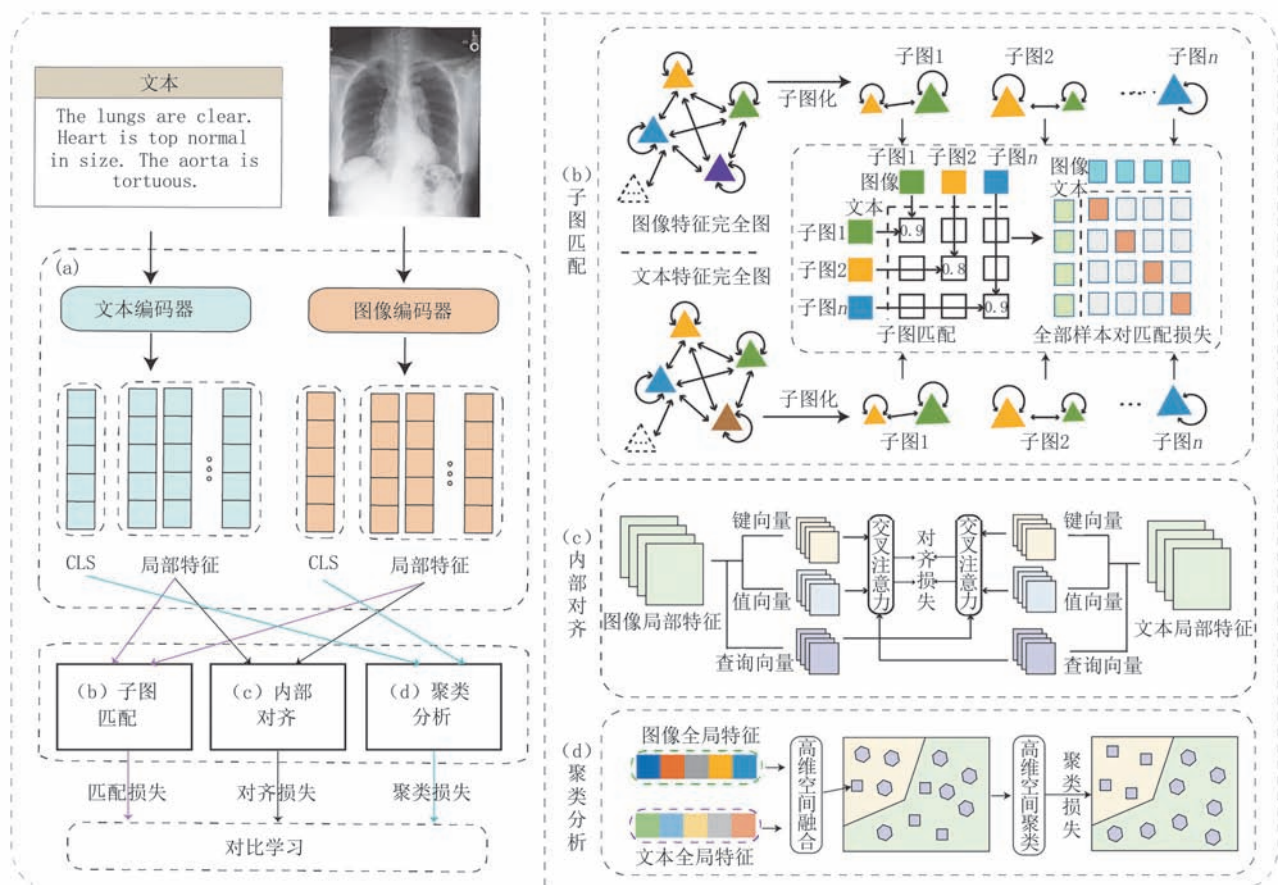 文本
The lungs are clear.
Heart is top normal
in size. The aorta is
tortuous.
(a)
文本编码器
图像编码器
CLS
局部特征
CLS
局部特征
(b)子图
匹配
(c)内部
对齐
(d)聚类
分析
匹配损失
对齐损失
聚类损失
对比学习
(b)子图匹配
子图化
子图1
子图2
子图n
图像特征完全图
文本特征完全图
子图1
子图2
子图n
图像
文本
子图1
0.9
子图2
0.8
子图n
0.9
子图匹配
图像
文本
全部样本对匹配损失
子图化
子图1
子图2
子图n
(c)内部对齐
图像局部特征
键向量
值向量
查询向量
交叉注意力
对齐损失
交叉注意力
键向量
值向量
查询向量
文本局部特征
(d)聚类分析
图像全局特征
文本全局特征
高维空间融合
高维空间聚类
聚类损失